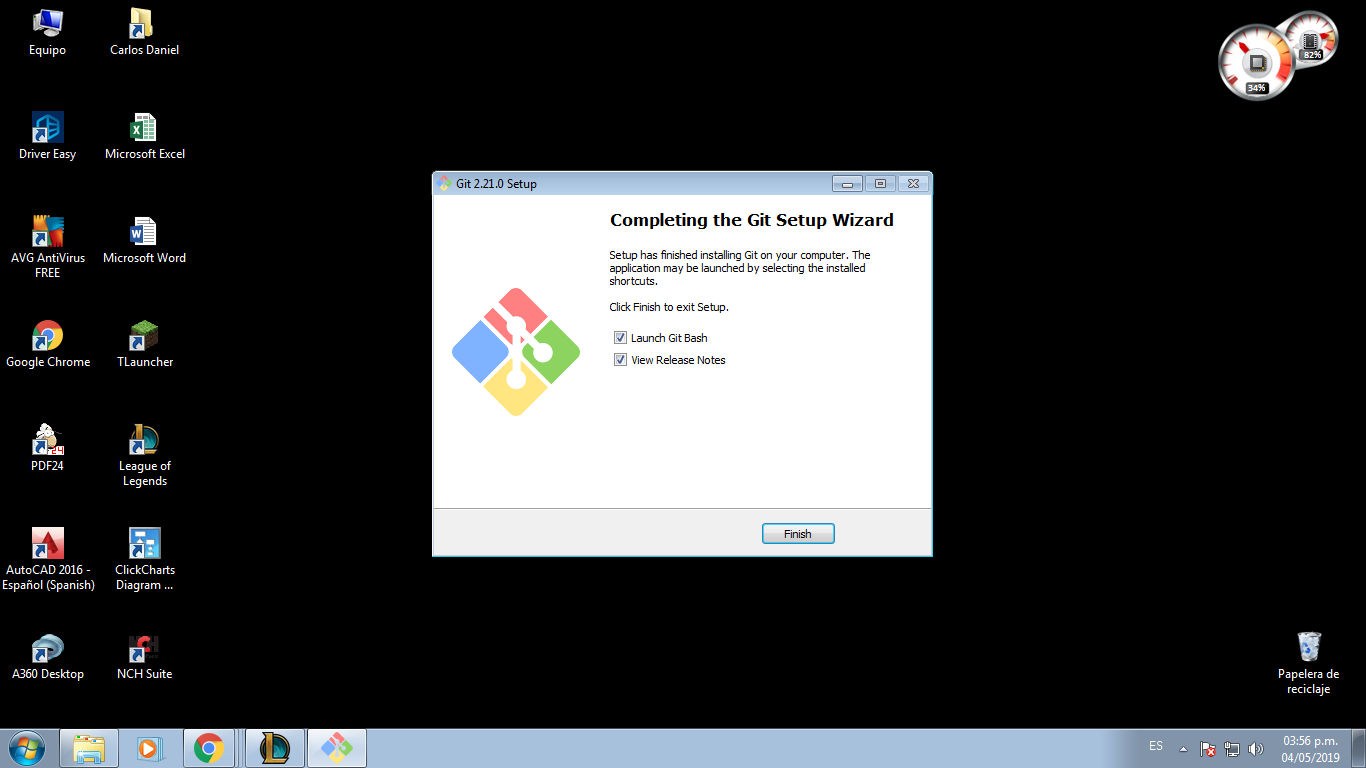 Equipo
Carlos Daniel
Driver Easy
Microsoft Excel
AVG AntiVirus
FREE
Microsoft Word
Google Chrome
TLauncher
PDF24
24
League of
Legends
AutoCAD 2016 -
Español (Spanish)
ClickCharts
Diagram ...
A360 Desktop
NCH Suite
82%
34%
Git 2.21.0 Setup
Completing the Git Setup Wizard
Setup has finished installing Git on your computer. The
application may be launched by selecting the installed
shortcuts.
Click Finish to exit Setup.
Launch Git Bash
View Release Notes
Finish
Papelera de
reciclaje
ES
03:56 p.m.
04/05/2019